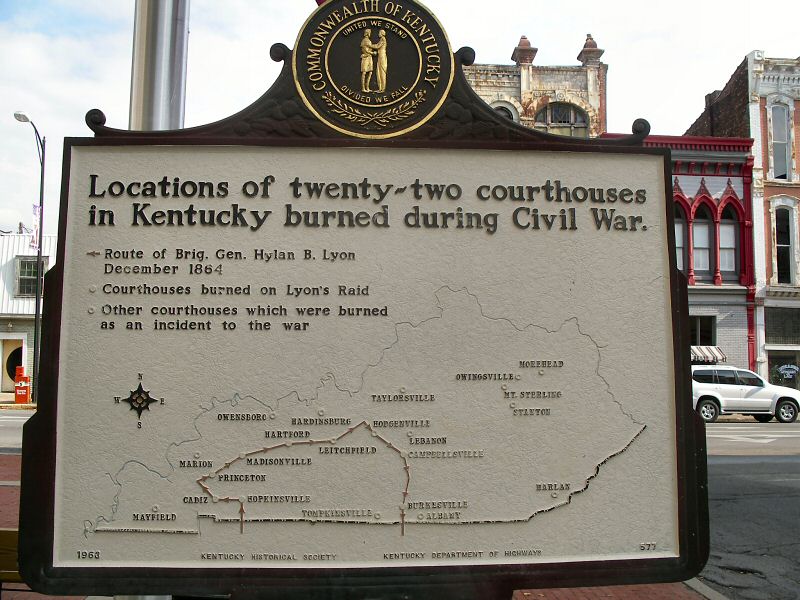 COMMONWEALTH OF KENTUCKY
UNITED WE STAND
DIVIDED WE FALL
Locations of twenty-two courthouses
in Kentucky burned during Civil War.
Route of Brig. Gen. Hylan B. Lyon
December 1864
Courthouses burned on Lyon's Raid
Other courthouses which were burned
as an incident to the war
N
W E
S
MOREHEAD
OWINGSVILLE
MT. STERLING
STANTON
TAYLORSVILLE
OWENSBORO
HARDINSBURG
HODGENVILLE
HARTFORD
LEBANON
LEITCHFIELD
CAMPBELLSVILLE
MARION
MADISONVILLE
PRINCETON
HARLAN
CADIZ
HOPKINSVILLE
BURKESVILLE
MAYFIELD
TOMPKINSVILLE
ALBANY
1963
KENTUCKY HISTORICAL SOCIETY
KENTUCKY DEPARTMENT OF HIGHWAYS
577